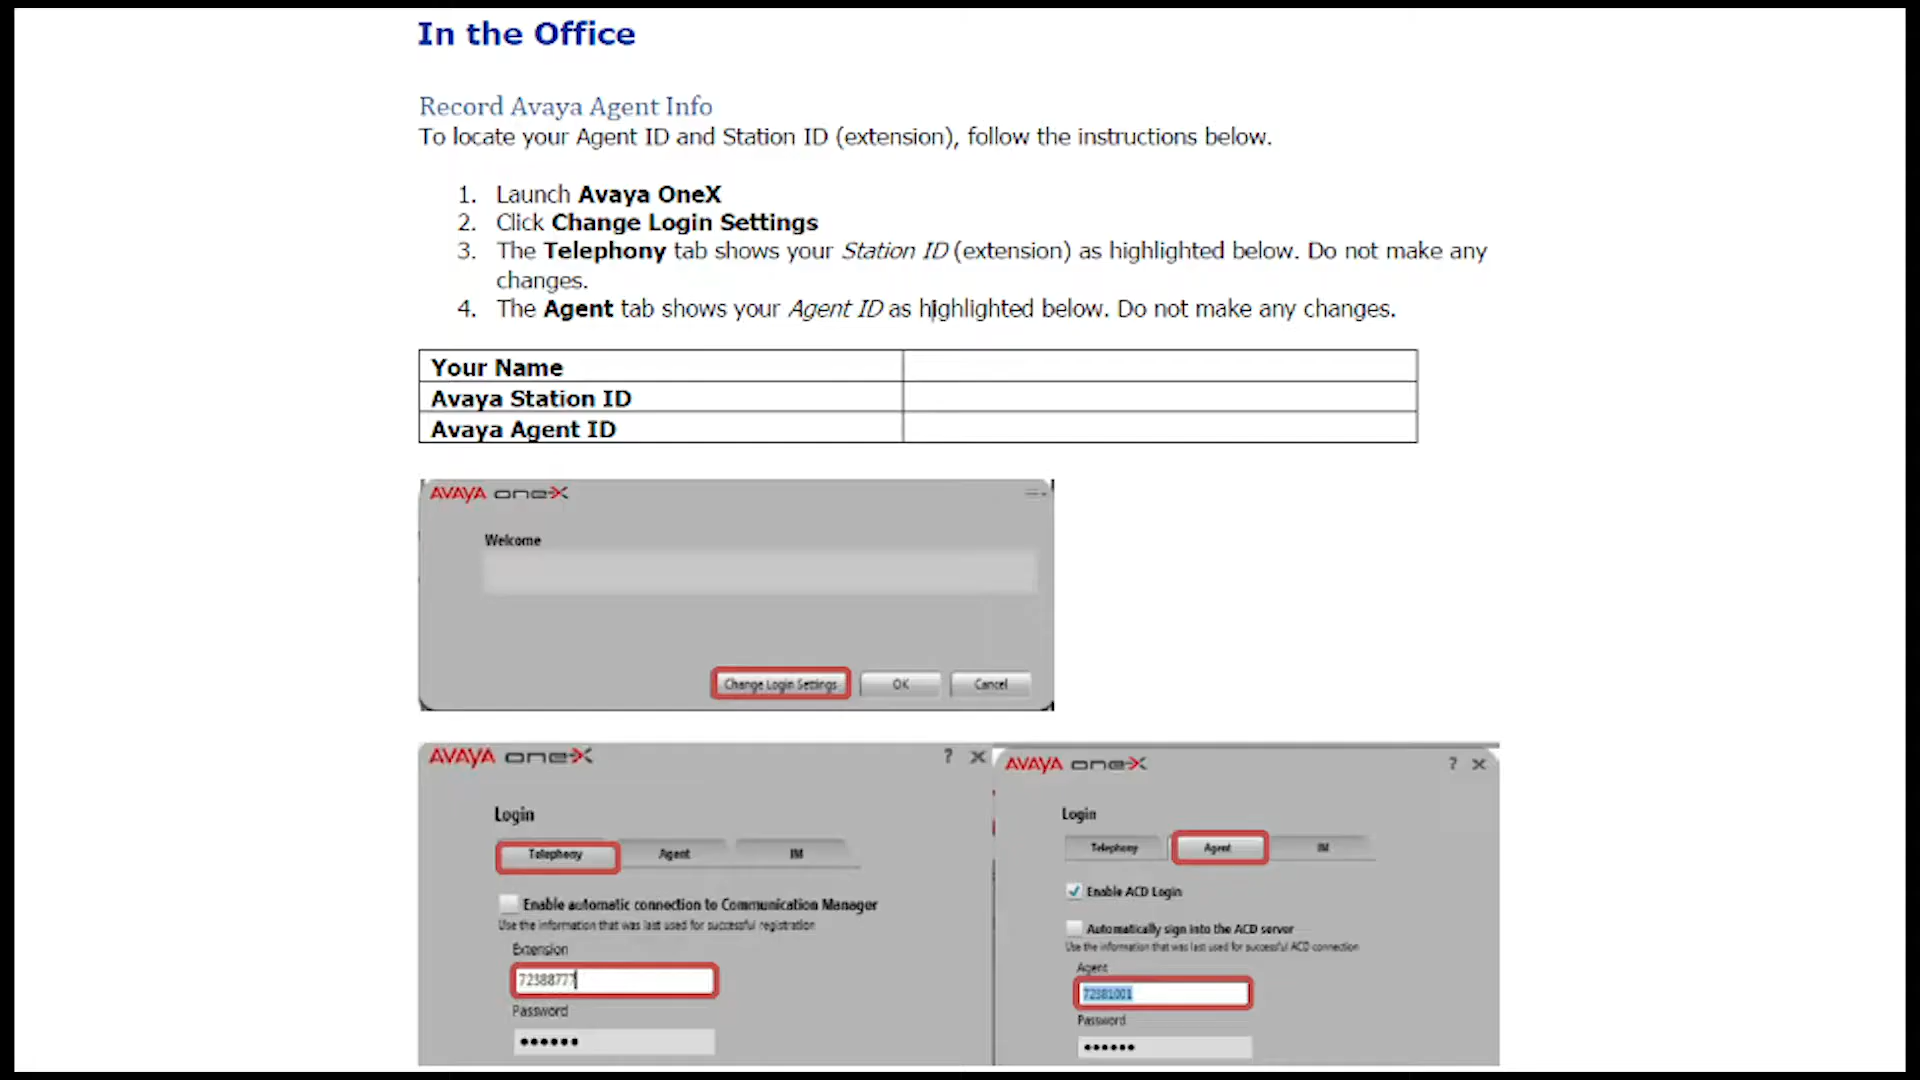 In the Office
Record Avaya Agent Info
To locate your Agent ID and Station ID (extension), follow the instructions below.
1. Launch Avaya OneX
2. Click Change Login Settings
3. The Telephony tab shows your Station ID (extension) as highlighted below. Do not make any
changes.
4. The Agent tab shows your Agent ID as highlighted below. Do not make any changes.
Your Name
Avaya Station ID
Avaya Agent ID
AVAYA one-X
Welcome
Change Login Settings OK Cancel
AVAYA one-X ? X
Login
Telephony Agent IM
Enable automatic connection to Communication Manager
Use the information that was last used for successful registration
Extension
72388777
Password
••••••
AVAYA one-X ? X
Login
Telephony Agent IM
Enable ACD Login
Automatically sign into the ACD server
Use the information that was last used for successful ACD connection
Agent
72381001
Password
••••••